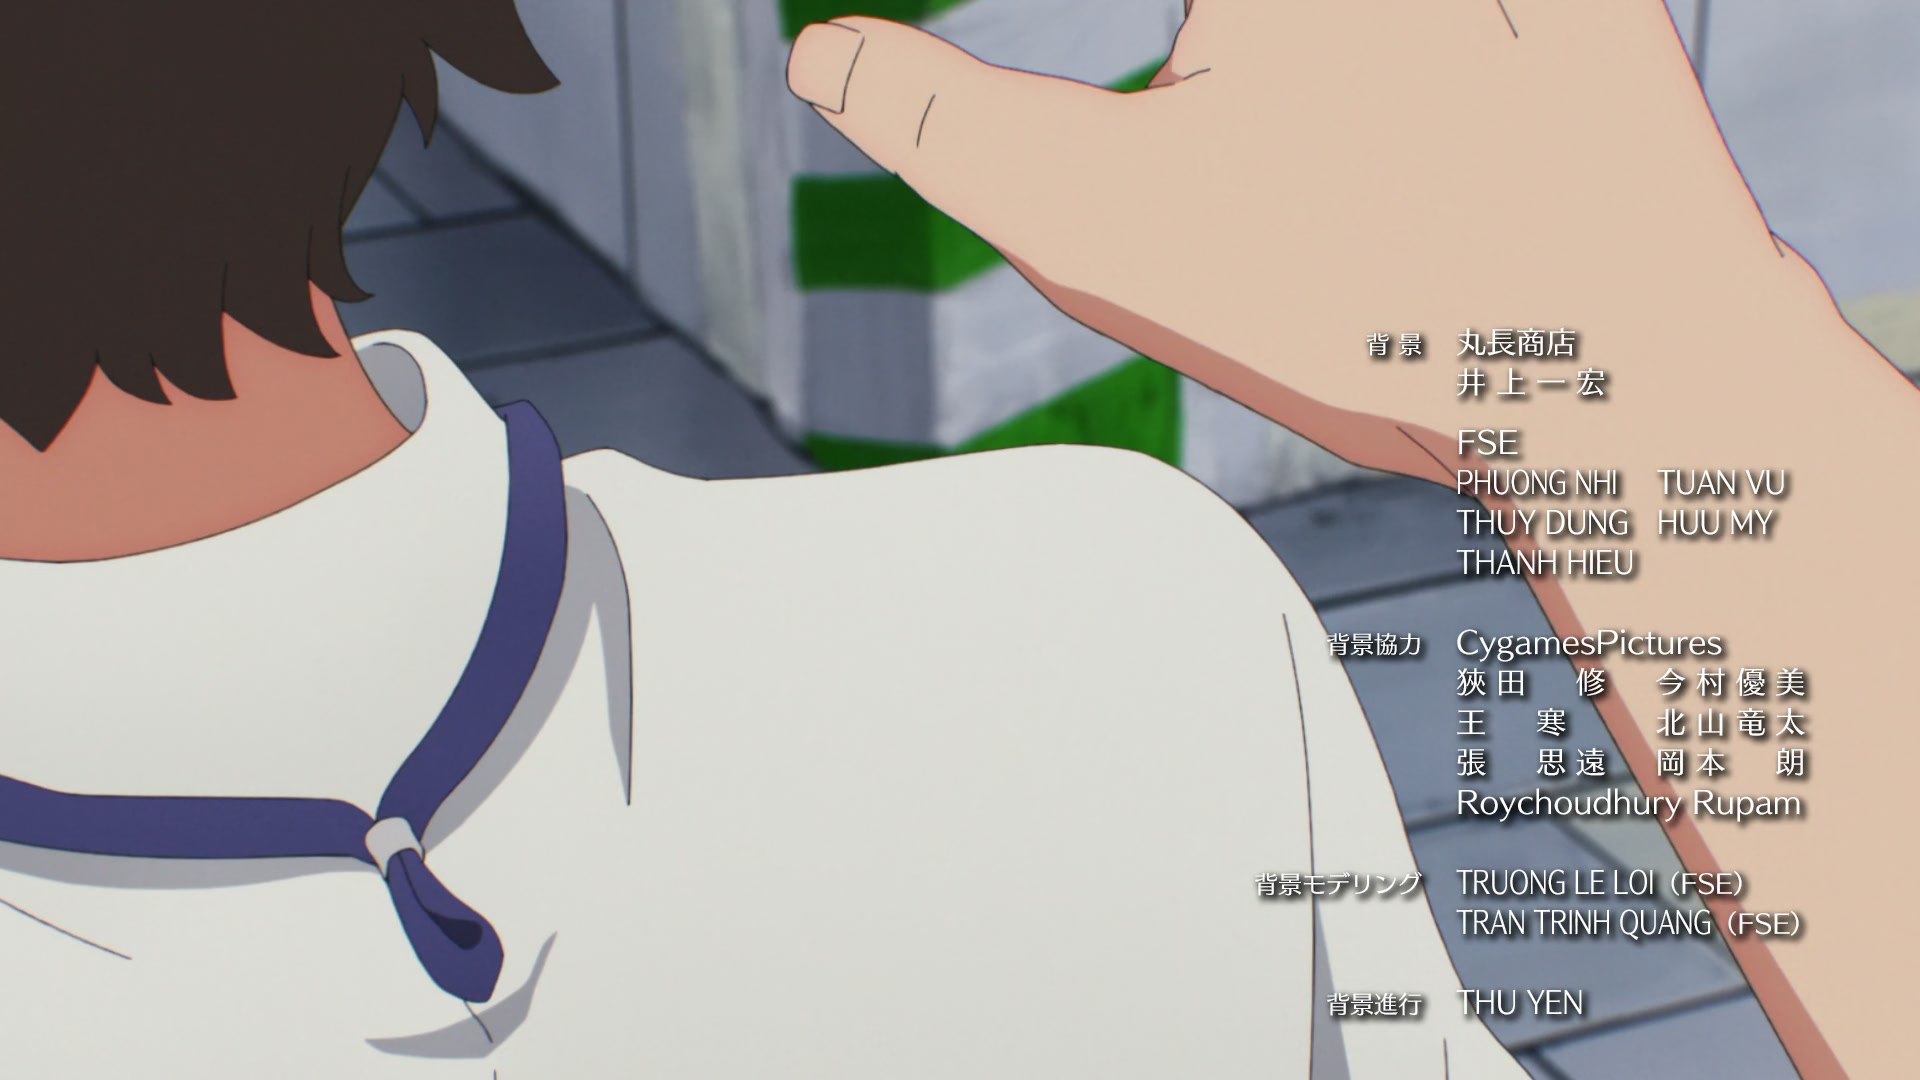 背景 丸長商店
井上一宏
FSE
PHUONG NHI TUAN VU
THUY DUNG HUU MY
THANH HIEU
背景協力 CygamesPictures
狹田 修 今村優美
王 寒 北山竜太
張 思遠 岡本 朗
Roychoudhury Rupam
背景モデリング TRUONG LE LOI（FSE）
TRAN TRINH QUANG（FSE）
背景進行 THU YEN